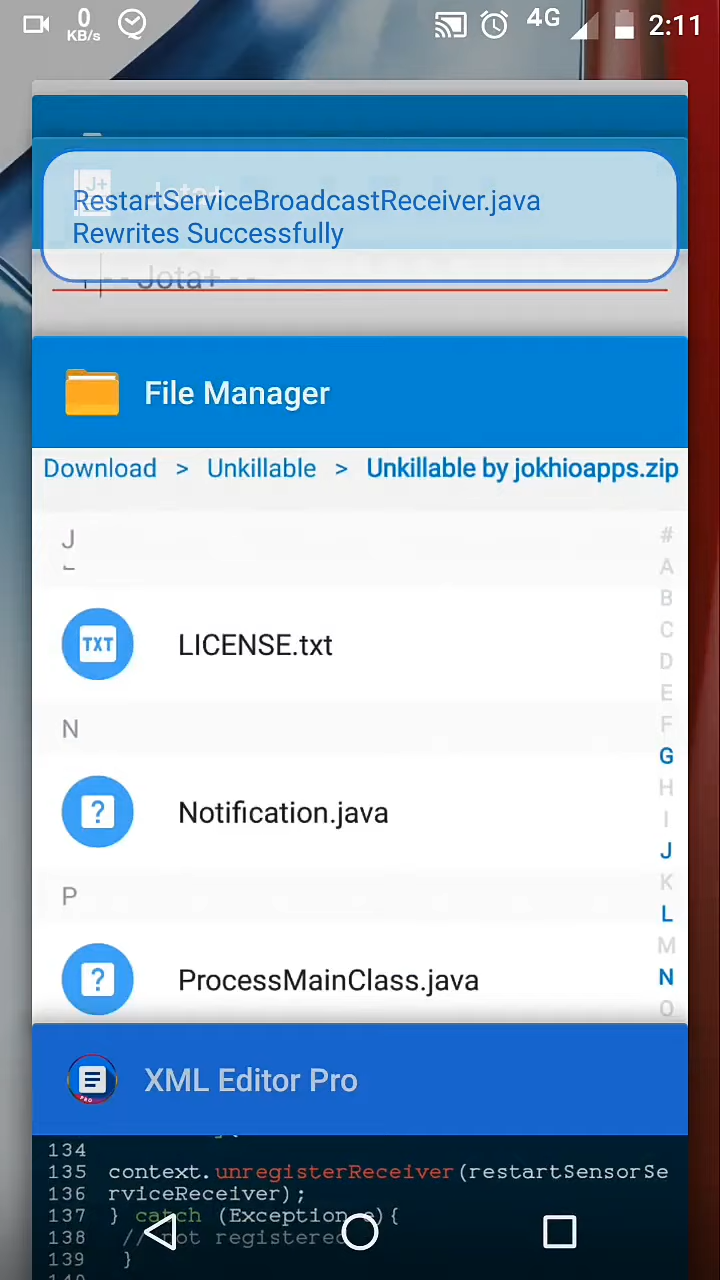 0
KB/s
4G
2:11
J+ Jota+
RestartServiceBroadcastReceiver.java
Rewrites Successfully
-- Jota+ --
File Manager
Download > Unkillable > Unkillable by jokhioapps.zip
J
#
A
LICENSE.txt
B
C
D
E
N
F
G
H
Notification.java
I
J
P
K
L
M
ProcessMainClass.java
N
O
XML Editor Pro
PRO
134
135 context.unregisterReceiver(restartSensorSe
136 rviceReceiver);
137 } catch (Exception e){
138 // not registered
139 }